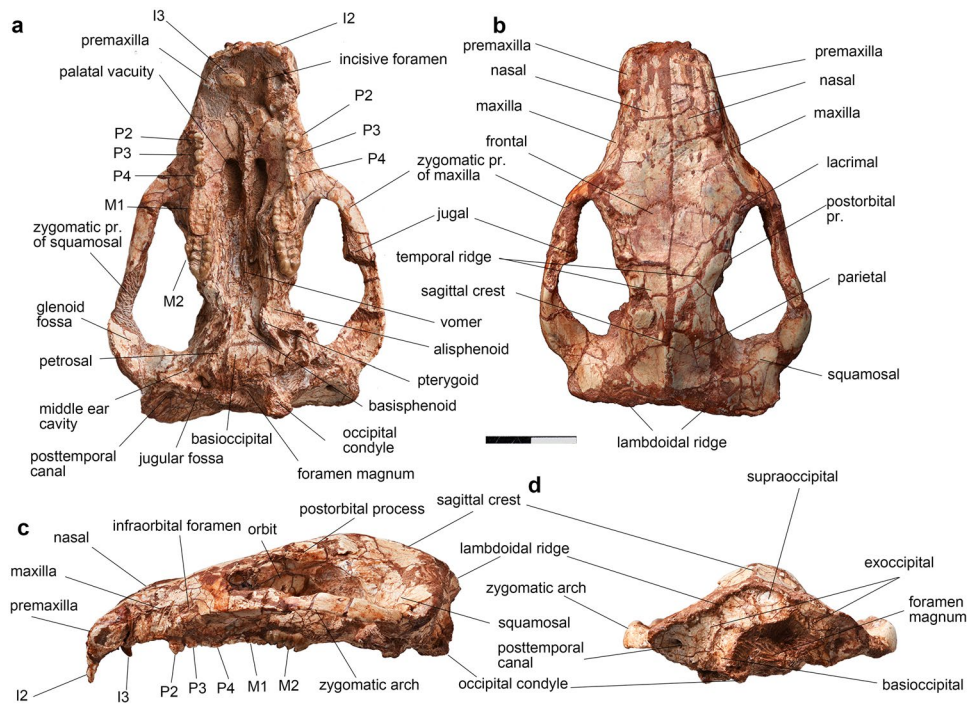 a
I3
I2
premaxilla
palatal vacuity
incisive foramen
P2
P2
P3
P3
P4
P4
zygomatic pr.
of maxilla
M1
jugal
zygomatic pr.
of squamosal
M2
glenoid
fossa
vomer
alisphenoid
petrosal
pterygoid
basisphenoid
middle ear
cavity
posttemporal
canal
jugular fossa
basioccipital
occipital
condyle
foramen magnum
b
premaxilla
premaxilla
nasal
nasal
maxilla
maxilla
frontal
lacrimal
postorbital
pr.
temporal ridge
sagittal crest
parietal
squamosal
lambdoidal ridge
c
nasal
infraorbital foramen
orbit
postorbital process
sagittal crest
maxilla
lambdoidal ridge
premaxilla
squamosal
I2
I3
P2
P3
P4
M1
M2
zygomatic arch
occipital condyle
d
supraoccipital
exoccipital
zygomatic arch
foramen
magnum
posttemporal
canal
basioccipital